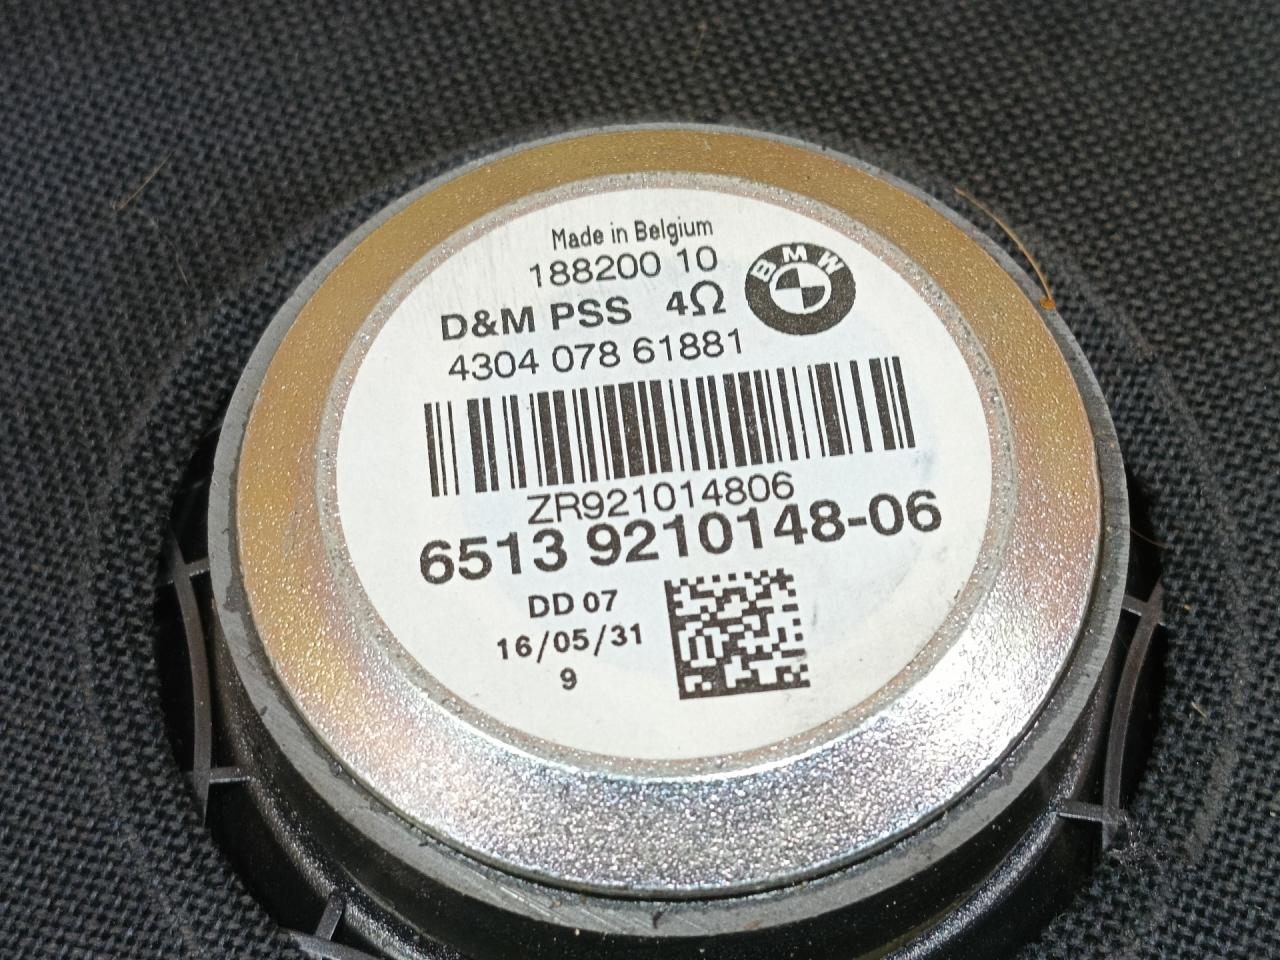 Made in Belgium
188200 10
BMW
D&M PSS 4Ω
4304 078 61881
ZR921014806
6513 9210148-06
DD 07
16/05/31
9